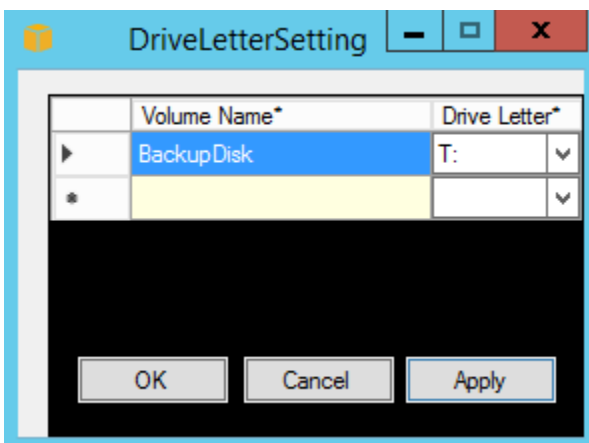 DriveLetterSetting
Volume Name* Drive Letter*
BackupDisk T:
OK Cancel Apply